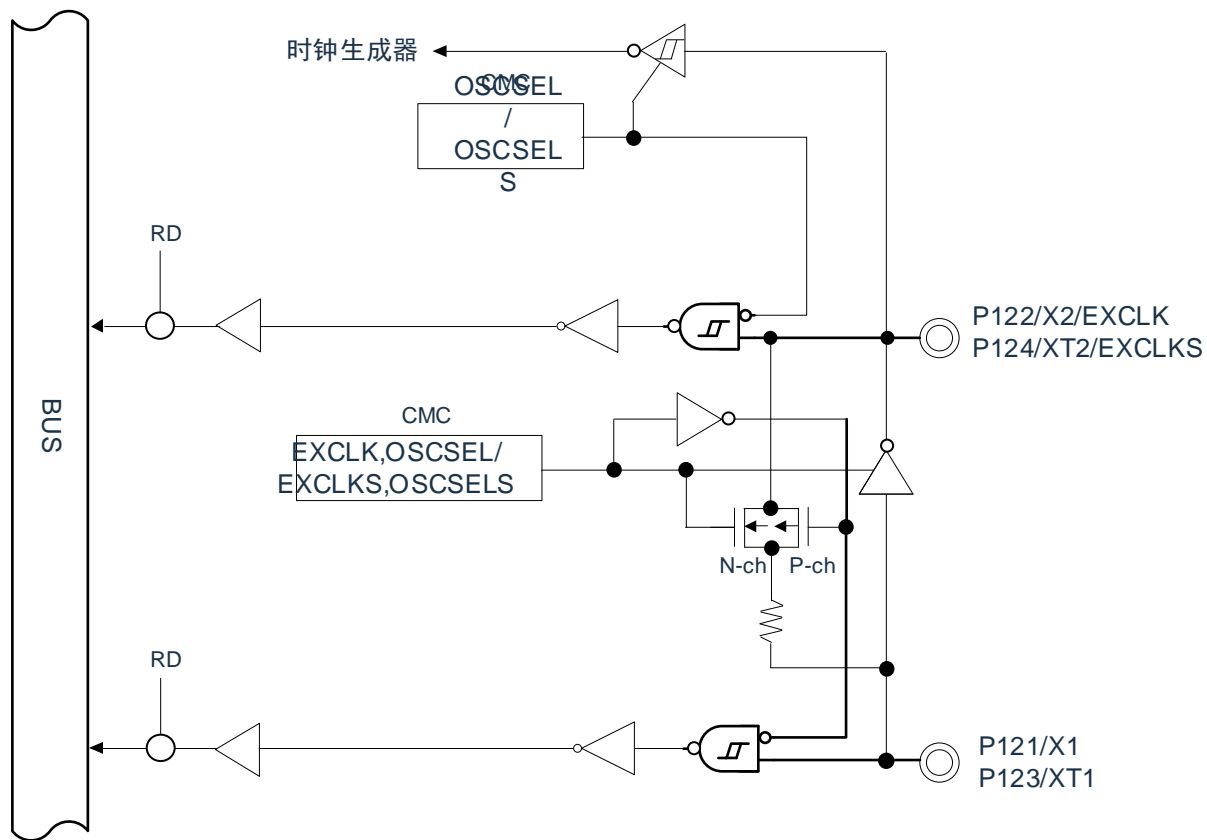 时钟生成器
CMC
OSCSEL
/
OSCSEL
S
RD
P122/X2/EXCLK
P124/XT2/EXCLKS
BUS
CMC
EXCLK,OSCSEL/
EXCLKS,OSCSELS
N-ch
P-ch
RD
P121/X1
P123/XT1